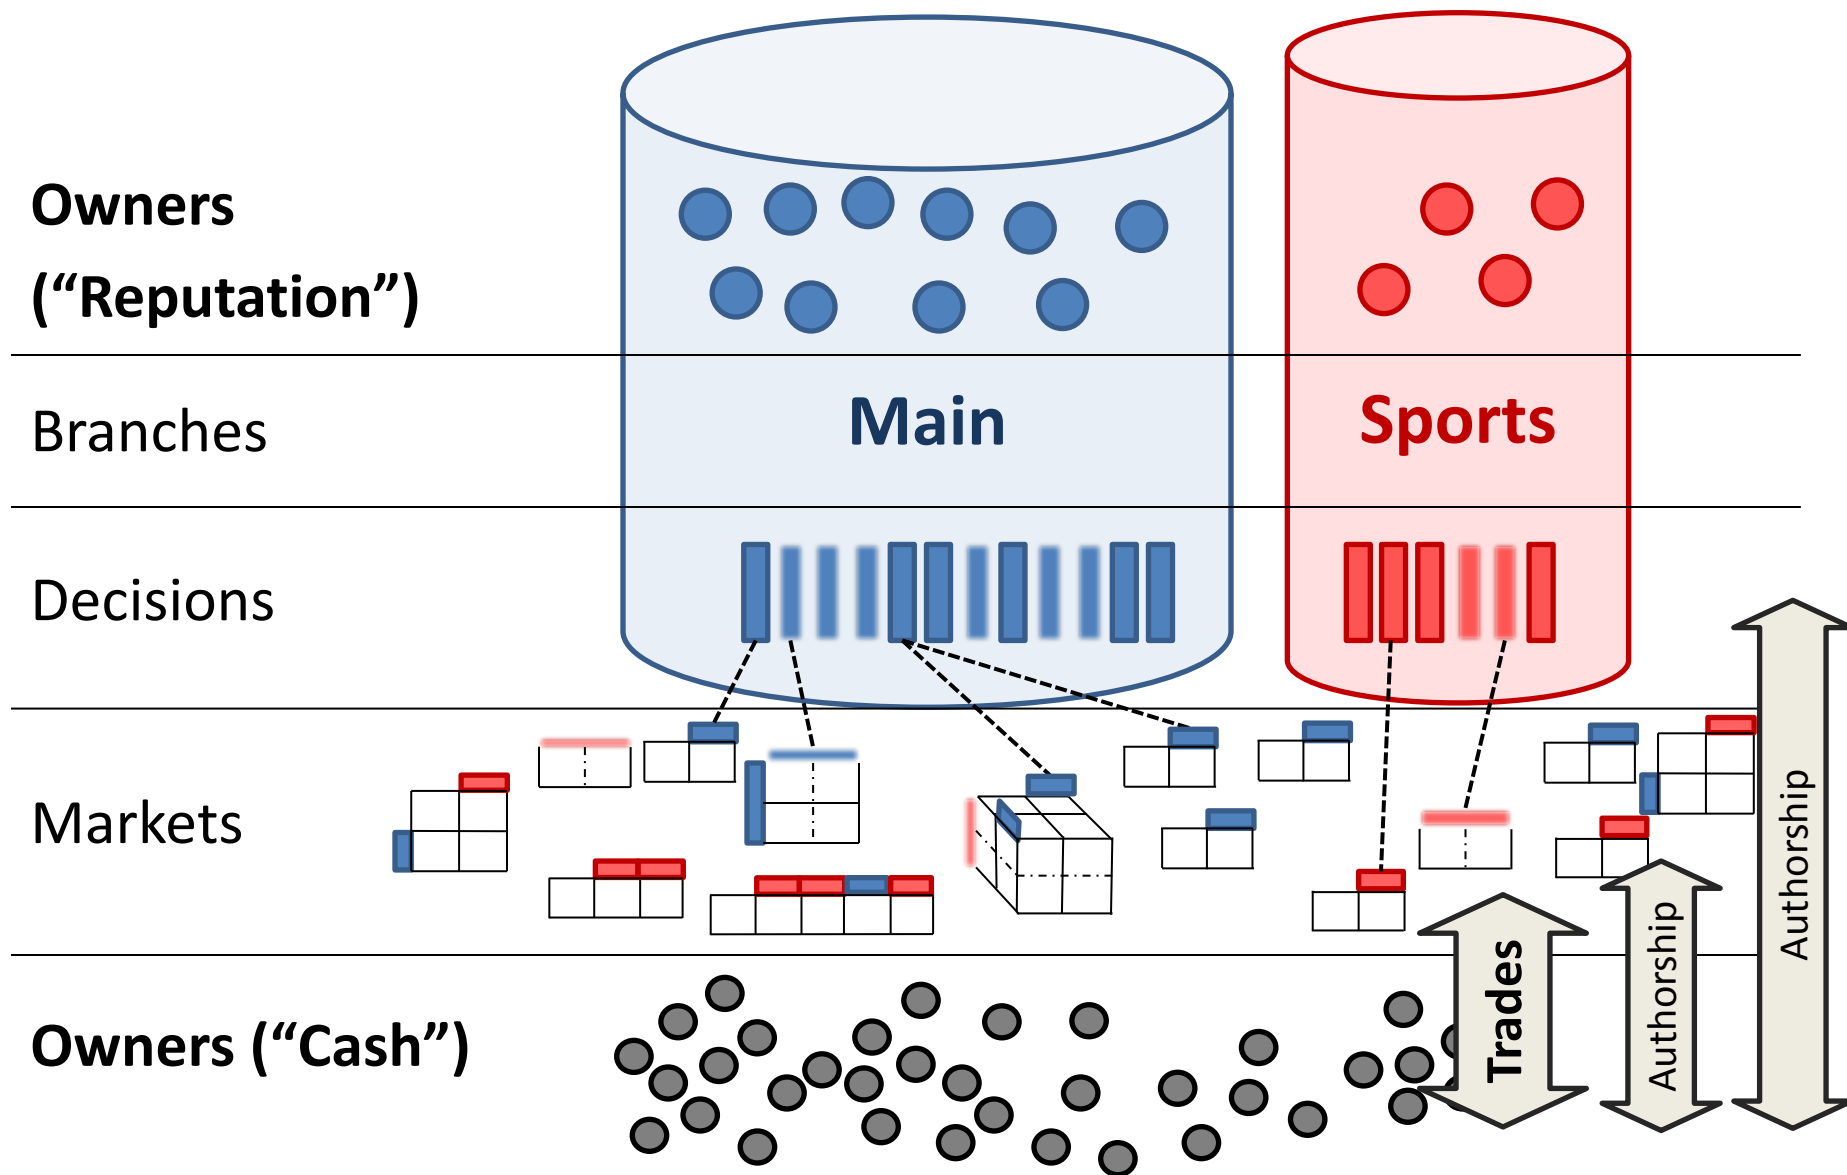 Owners
(“Reputation”)
Branches
Main
Sports
Decisions
Markets
Owners (“Cash”)
Trades
Authorship
Authorship